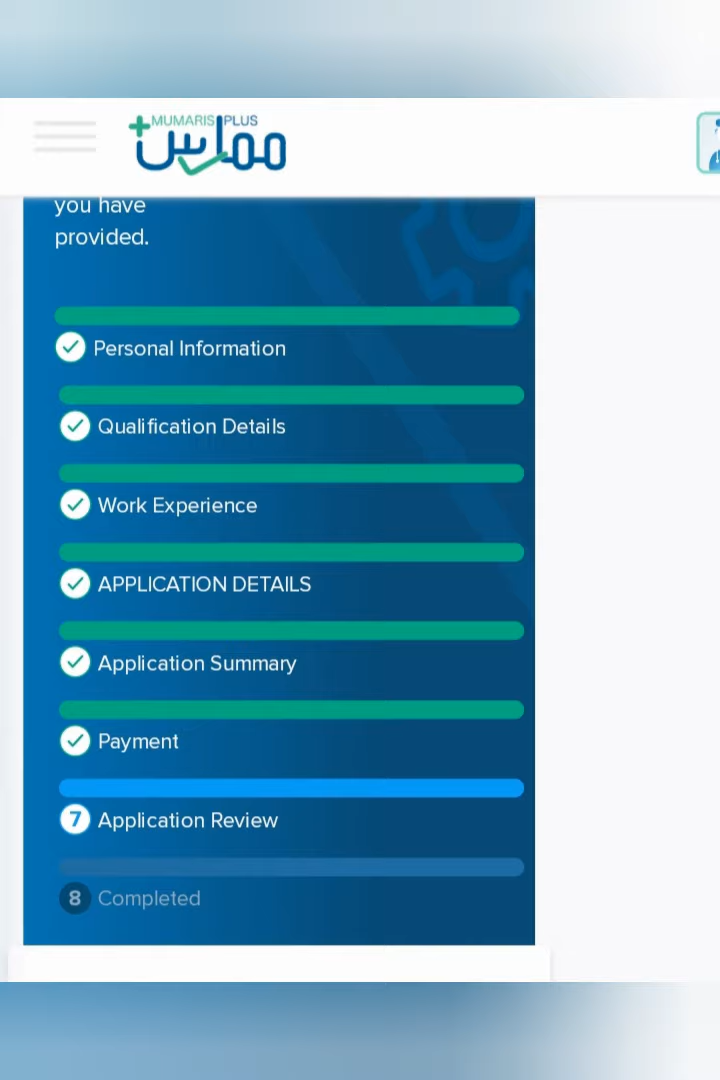 MUMARIS PLUS
ممارس
you have
provided.
Personal Information
Qualification Details
Work Experience
APPLICATION DETAILS
Application Summary
Payment
7 Application Review
8 Completed